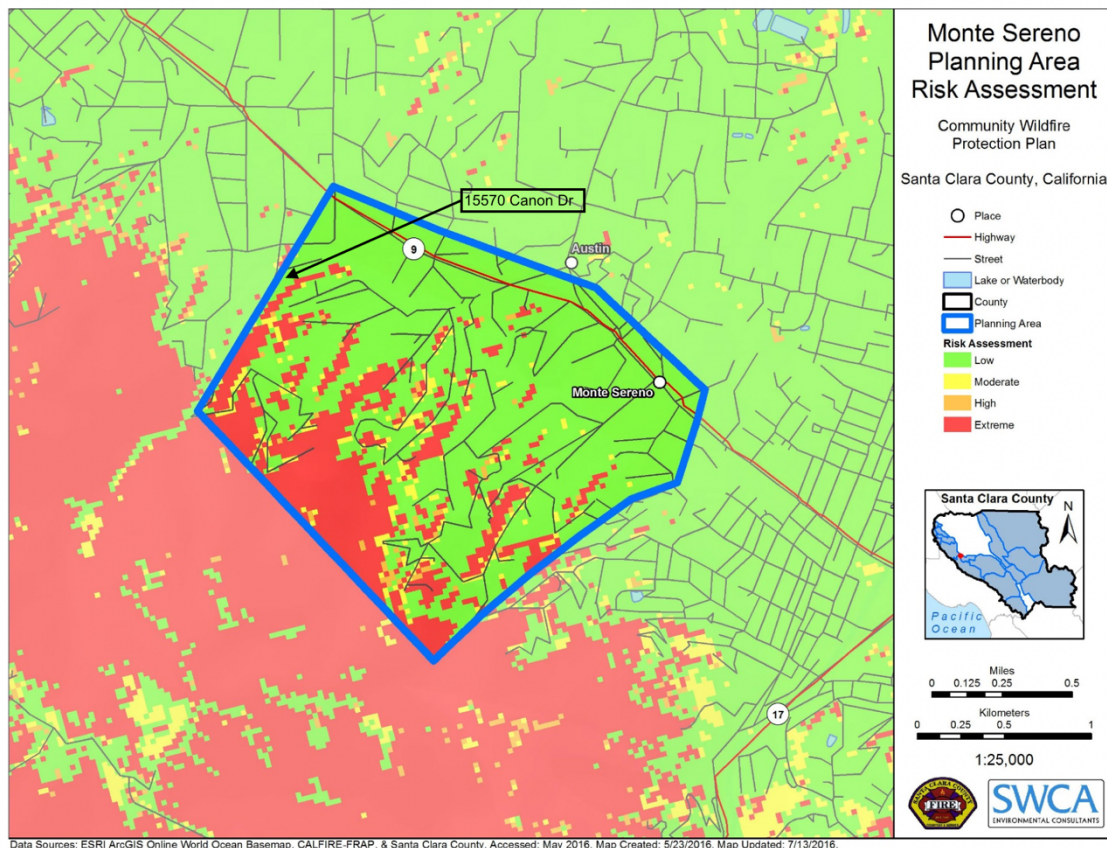 Monte Sereno
Planning Area
Risk Assessment
Community Wildfire
Protection Plan
Santa Clara County, California
Place
Highway
Street
Lake or Waterbody
County
Planning Area
Risk Assessment
Low
Moderate
High
Extreme
15570 Canon Dr
9
Austin
Monte Sereno
17
Santa Clara County
N
Pacific
Ocean
Miles
0 0.125 0.25 0.5
Kilometers
0 0.25 0.5 1
1:25,000
SANTA CLARA COUNTY
FIRE
SWCA
ENVIRONMENTAL CONSULTANTS
Data Sources: ESRI ArcGIS Online World Ocean Basemap, CALFIRE-FRAP, & Santa Clara County, Accessed: May 2016. Map Created: 5/23/2016. Map Updated: 7/13/2016.